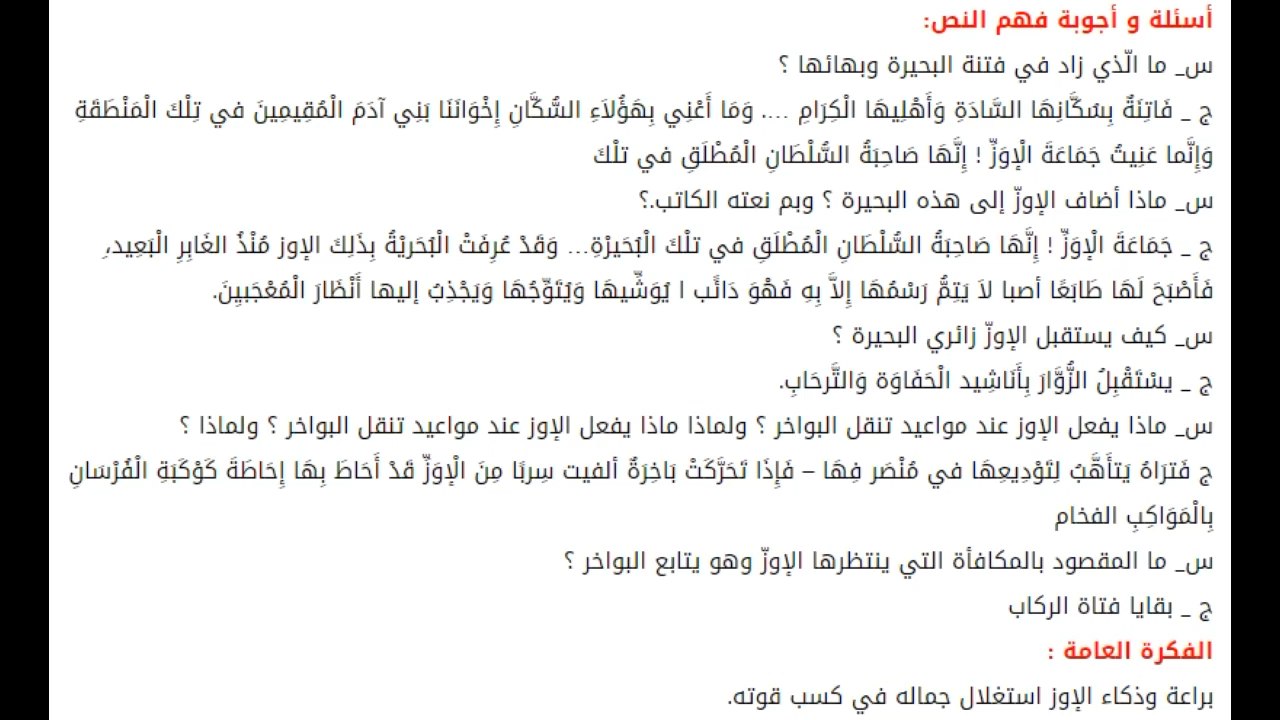 أسئلة و أجوبة فهم النص:
س_ ما الّذي زاد في فتنة البحيرة وبهائها ؟
ج _ فَاتِنَةٌ بِسُكَّانِهَا السَّادَةِ وَأَهْلِيهَا الْكِرَامِ .... وَمَا أَعْنِي بِهَؤُلاَءِ السُّكَّانِ إِخْوَانَنَا بَنِي آدَمَ الْمُقِيمِينَ في تِلْكَ الْمَنْطَقَةِ
وَإِنَّما عَنِيتُ جَمَاعَةَ الْإِوَزِّ ! إِنَّهَا صَاحِبَةُ السُّلْطَانِ الْمُطْلَقِ في تلْكَ
س_ ماذا أضاف الإوزّ إلى هذه البحيرة ؟ وبم نعته الكاتب.؟
ج _ جَمَاعَةَ الْإِوَزِّ ! إِنَّهَا صَاحِبَةُ السُّلْطَانِ الْمُطْلَقِ في تلْكَ الْبُحَيرْةِ... وَقَدْ عُرِفَتْ الْبُحَريْةُ بِذَلِكَ الإوز مُنْذُ الغَابِرِ الْبَعِيد،ِ
فَأَصْبَحَ لَهَا طَابَعًا أصبا لاَ يَتِمُّ رَسْمُهَا إِلاَّ بِهِ فَهْوَ دَائًب ا يُوَشِّيهَا وَيُتَوِّجُهَا وَيَجْذِبُ إليها أَنْظَارَ الْمُعْجَبيِنَ.
س_ كيف يستقبل الإوزّ زائري البحيرة ؟
ج _ يسْتَقْبِلُ الزُّوَّارَ بِأَنَاشِيد الْحَفَاوَة وَالتَّرحَابِ.
س_ ماذا يفعل الإوز عند مواعيد تنقل البواخر ؟ ولماذا ماذا يفعل الإوز عند مواعيد تنقل البواخر ؟ ولماذا ؟
ج فَترَاهُ يَتأَهَّبُ لِتَوْدِيعِهَا في مُنْصَر فِهَا – فَإِذَا تَحَرَّكَتْ بَاخِرَةٌ ألفيت سِربًا مِنَ الْإِوَزِّ قَدْ أَحَاطَ بِهَا إِحَاطَةَ كَوْكَبَةِ الْفُرْسَانِ
بِالْمَوَاكِبِ الفخام
س_ ما المقصود بالمكافأة التي ينتظرها الإوزّ وهو يتابع البواخر ؟
ج _ بقايا فتاة الركاب
الفكرة العامة :
براعة وذكاء الإوز استغلال جماله في كسب قوته.